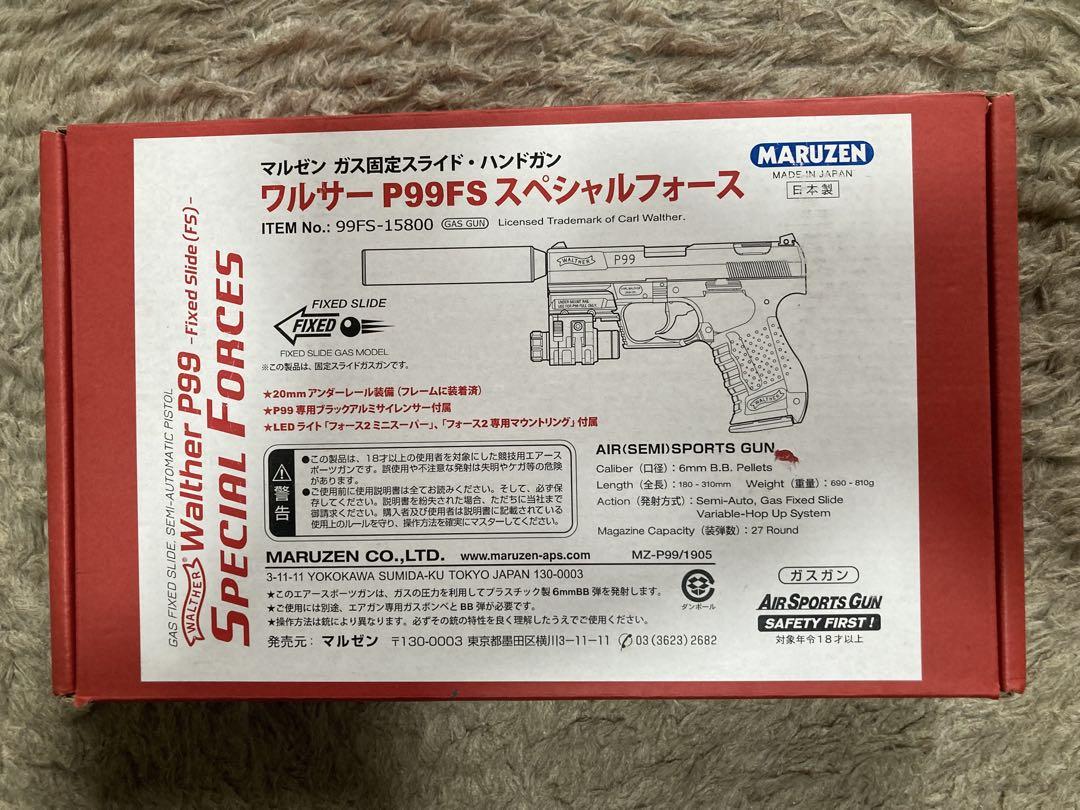 マルゼン ガス固定スライド・ハンドガン
ワルサー P99FS スペシャルフォース
ITEM No.: 99FS-15800 GAS GUN Licensed Trademark of Carl Walther.
MARUZEN
MADE IN JAPAN
日本製
GAS FIXED SLIDE, SEMI-AUTOMATIC PISTOL
WALTHER ® Walther P99 -Fixed Slide(FS)-
SPECIAL FORCES
WALTHER P99
UNDER MOUNT RAIL
WALTHER
FIXED SLIDE
FIXED
FIXED SLIDE GAS MODEL
※この製品は、固定スライドガスガンです。
★20mmアンダーレール装備(フレームに装着済)
★P99専用ブラックアルミサイレンサー付属
★LEDライト「フォース2ミニスーパー」、「フォース2専用マウントリング」付属
警告
●この製品は、18才以上の使用者を対象にした競技用エアース
ポーツガンです。誤使用や不注意な発射は失明やケガ等の危険
があります。
●ご使用前に使用説明書は全てお読みください。そして、必ず保
存してください。説明書を紛失された場合、ただちに当社まで
御請求ください。購入者及び使用者は説明書に記載されている
使用上のルールを守り、操作方法を確実にマスターしてください。
AIR(SEMI)SPORTS GUN
Caliber(口径):6mm B.B. Pellets
Length(全長):180 - 310mm Weight(重量):690 - 810g
Action(発射方式):Semi-Auto, Gas Fixed Slide
Variable-Hop Up System
Magazine Capacity(装弾数):27 Round
MARUZEN CO.,LTD. www.maruzen-aps.com MZ-P99/1905
3-11-11 YOKOKAWA SUMIDA-KU TOKYO JAPAN 130-0003
★このエアースポーツガンは、ガスの圧力を利用してプラスチック製6mmBB弾を発射します。
★ご使用には別途、エアガン専用ガスボンベとBB弾が必要です。
★操作方法は銃により異なります。必ずその銃の特性を良く理解したうえでご使用ください。
発売元:マルゼン 〒130-0003 東京都墨田区横川3-11-11 03(3623)2682
ダンボール
ガスガン
AIR SPORTS GUN
SAFETY FIRST!
対象年令18才以上